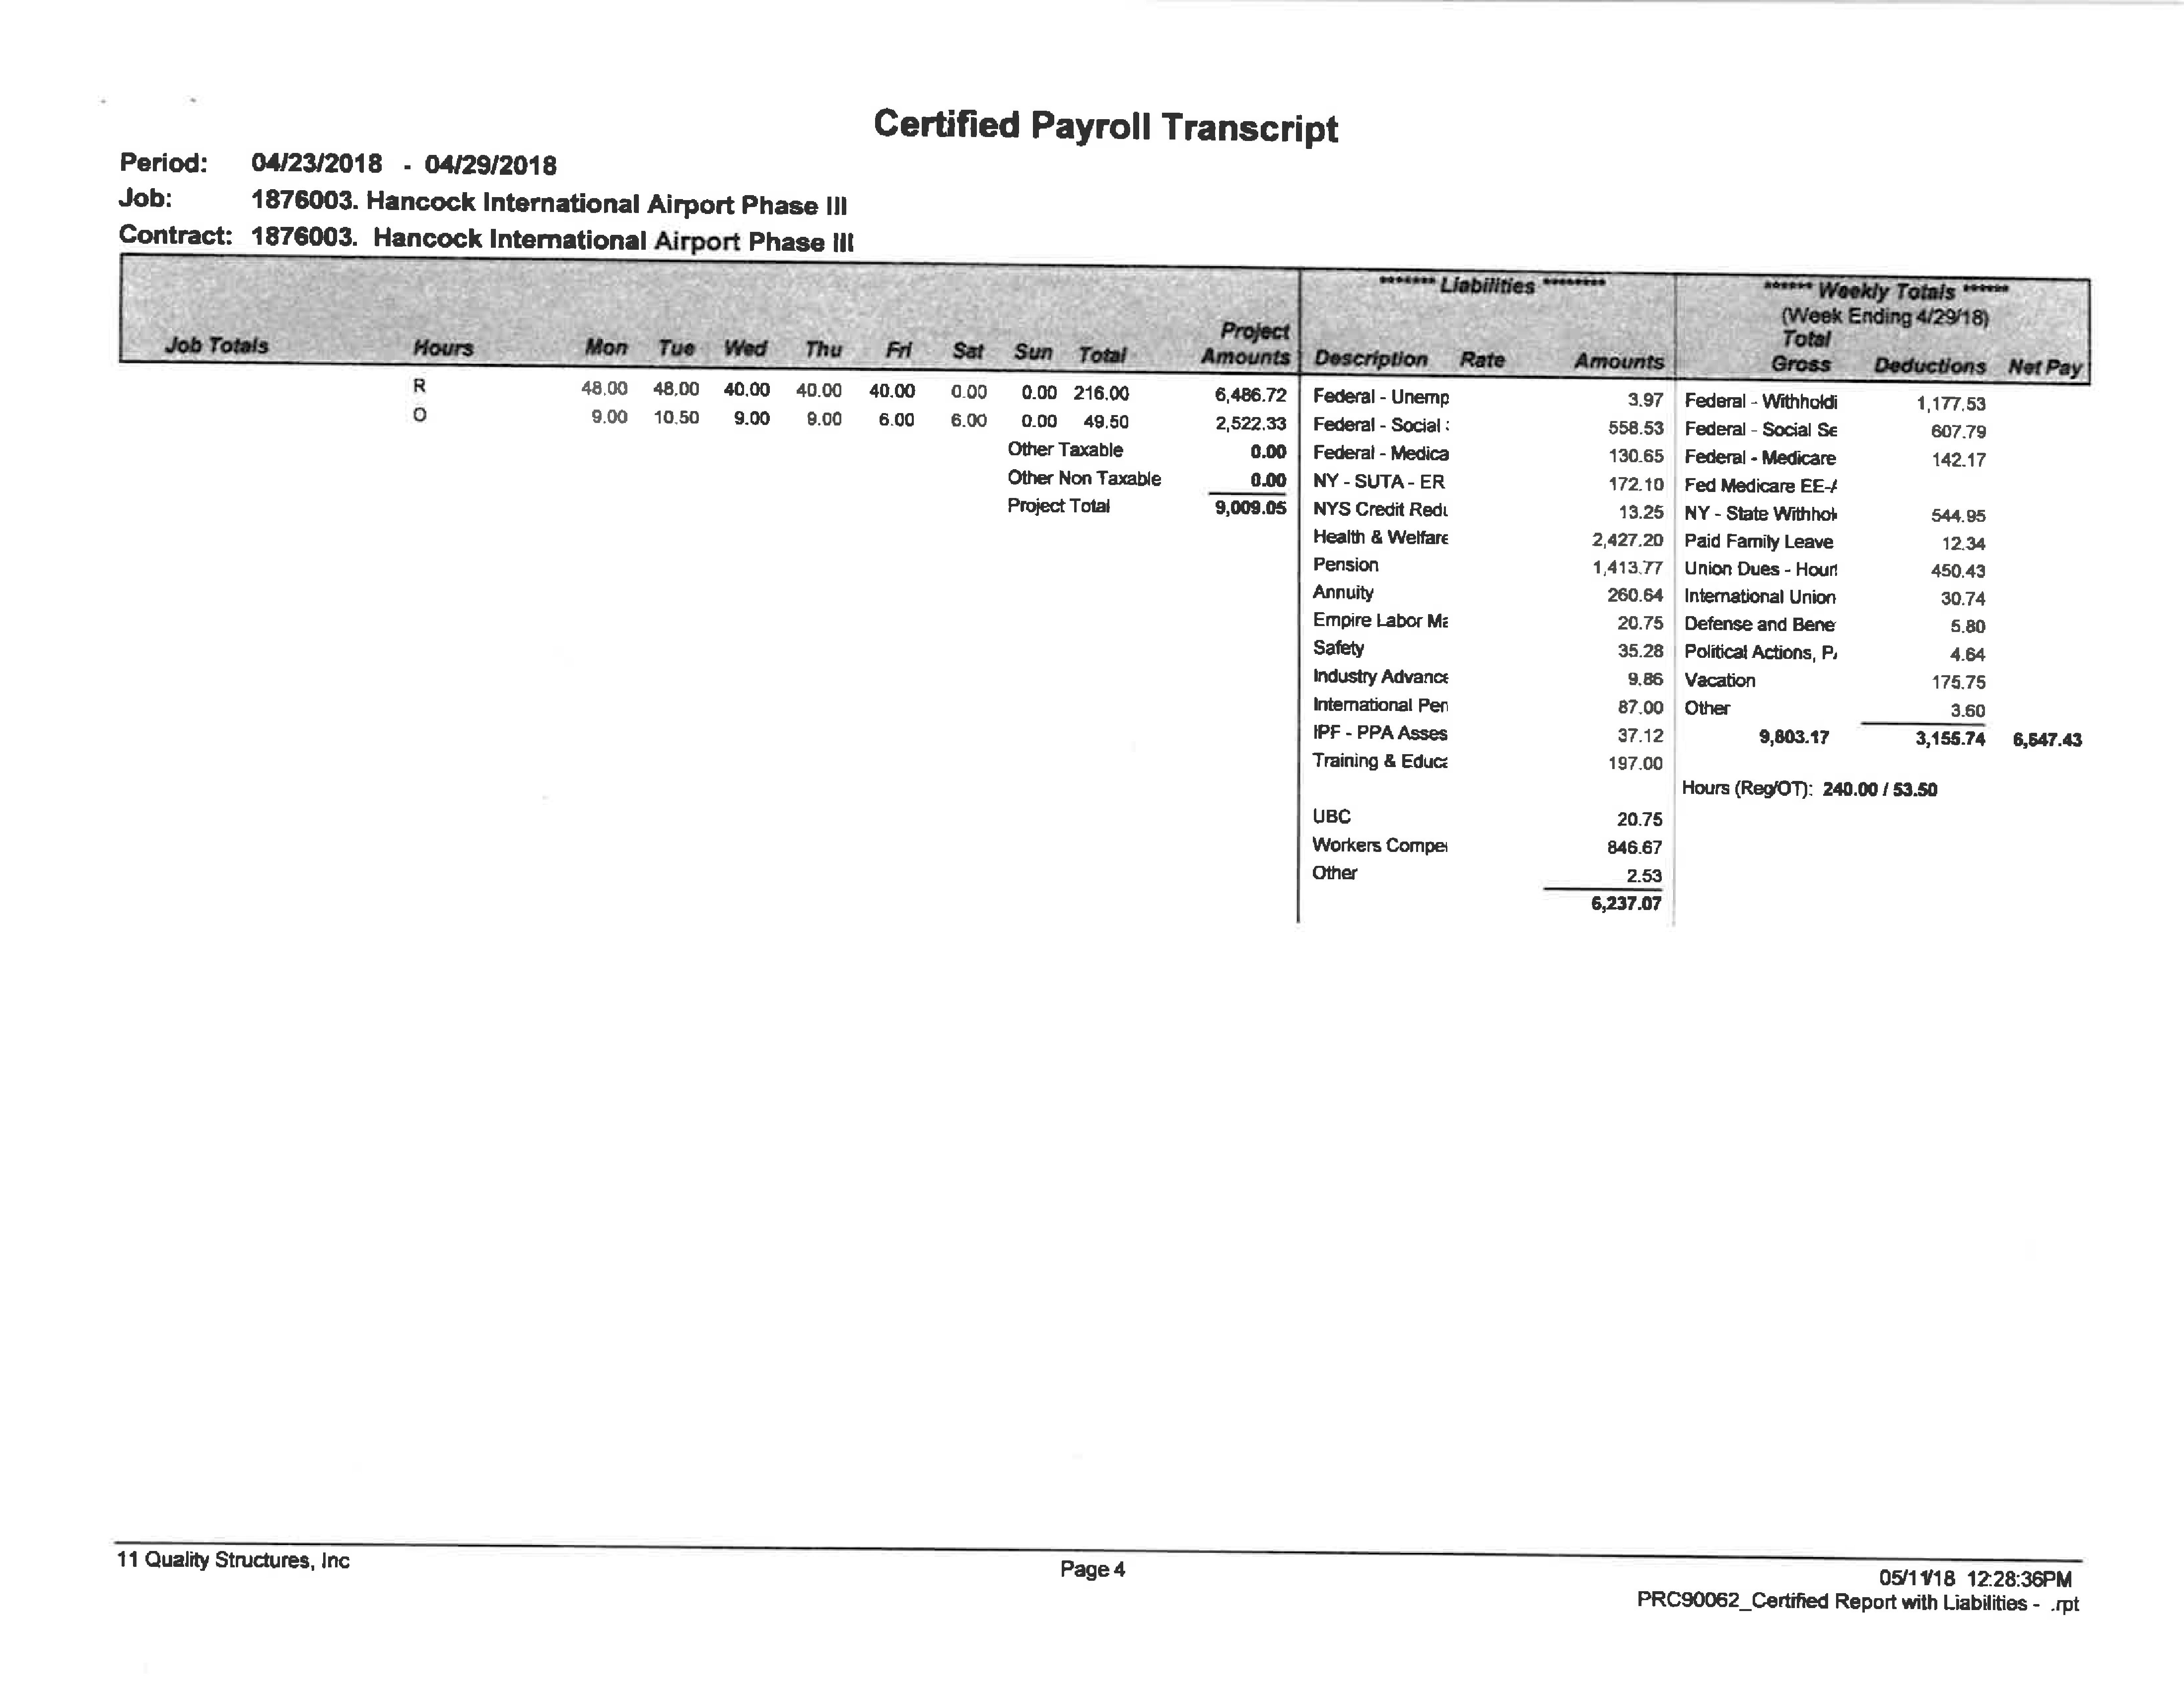 Certified Payroll Transcript
Period: 04/23/2018 - 04/29/2018
Job: 1876003. Hancock International Airport Phase III
Contract: 1876003. Hancock International Airport Phase III
******* Liabilities ******** ****** Weekly Totals ******
(Week Ending 4/29/18)
Job Totals Hours Mon Tue Wed Thu Fri Sat Sun Total Project Amounts Description Rate Amounts Total Gross Deductions Net Pay
R 48.00 48.00 40.00 40.00 40.00 0.00 0.00 216.00 6,486.72 Federal - Unemp 3.97 Federal - Withholdi 1,177.53
O 9.00 10.50 9.00 9.00 6.00 6.00 0.00 49.50 2,522.33 Federal - Social : 558.53 Federal - Social Se 607.79
Other Taxable 0.00 Federal - Medica 130.65 Federal - Medicare 142.17
Other Non Taxable 0.00 NY - SUTA - ER 172.10 Fed Medicare EE-/
Project Total 9,009.05 NYS Credit Redu 13.25 NY - State Withhol 544.95
Health & Welfare 2,427.20 Paid Family Leave 12.34
Pension 1,413.77 Union Dues - Hourl 450.43
Annuity 260.64 International Union 30.74
Empire Labor Ma 20.75 Defense and Bene 5.80
Safety 35.28 Political Actions, P 4.64
Industry Advance 9.86 Vacation 175.75
International Pen 87.00 Other 3.60
IPF - PPA Asses 37.12 9,803.17 3,155.74 6,647.43
Training & Educa 197.00
Hours (Reg/OT): 240.00 / 53.50
UBC 20.75
Workers Compe 846.67
Other 2.53
6,237.07
11 Quality Structures, Inc Page 4 05/11/18 12:28:36PM
PRC90062_Certified Report with Liabilities - .rpt